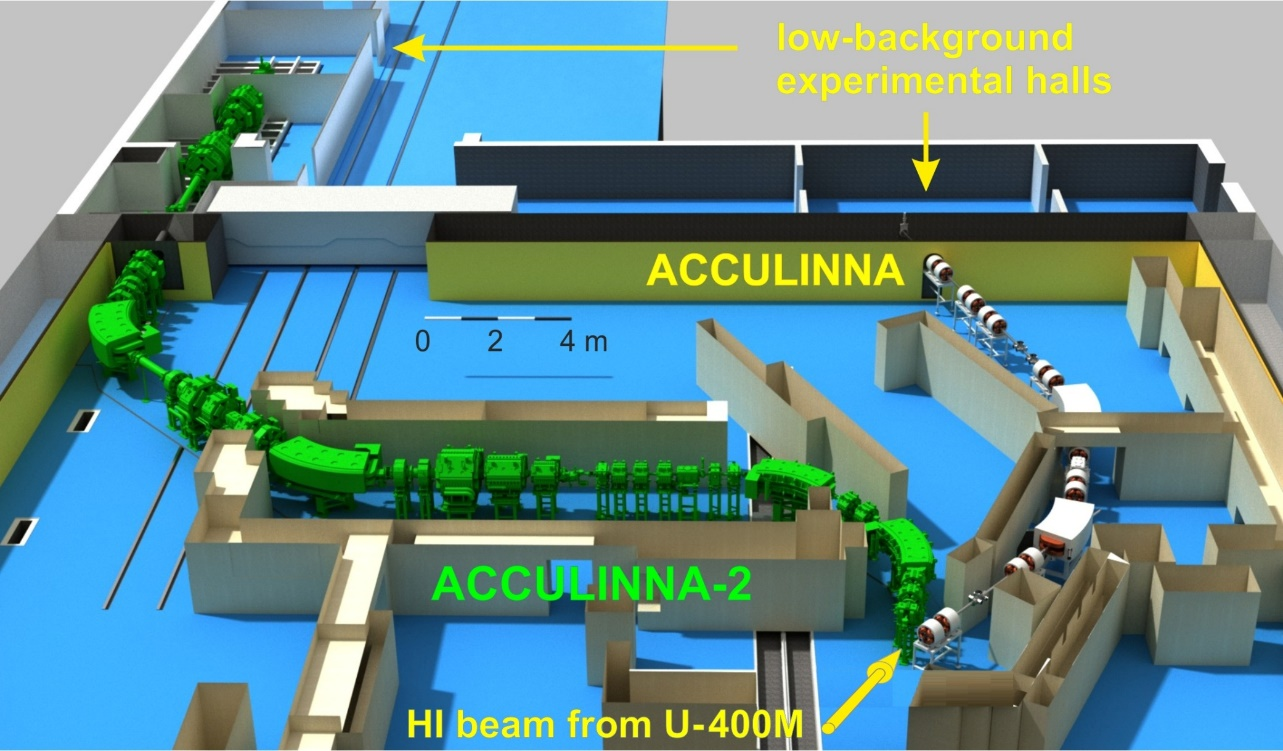 low-background
experimental halls
ACCULINNA
0 2 4 m
ACCULINNA-2
HI beam from U-400M